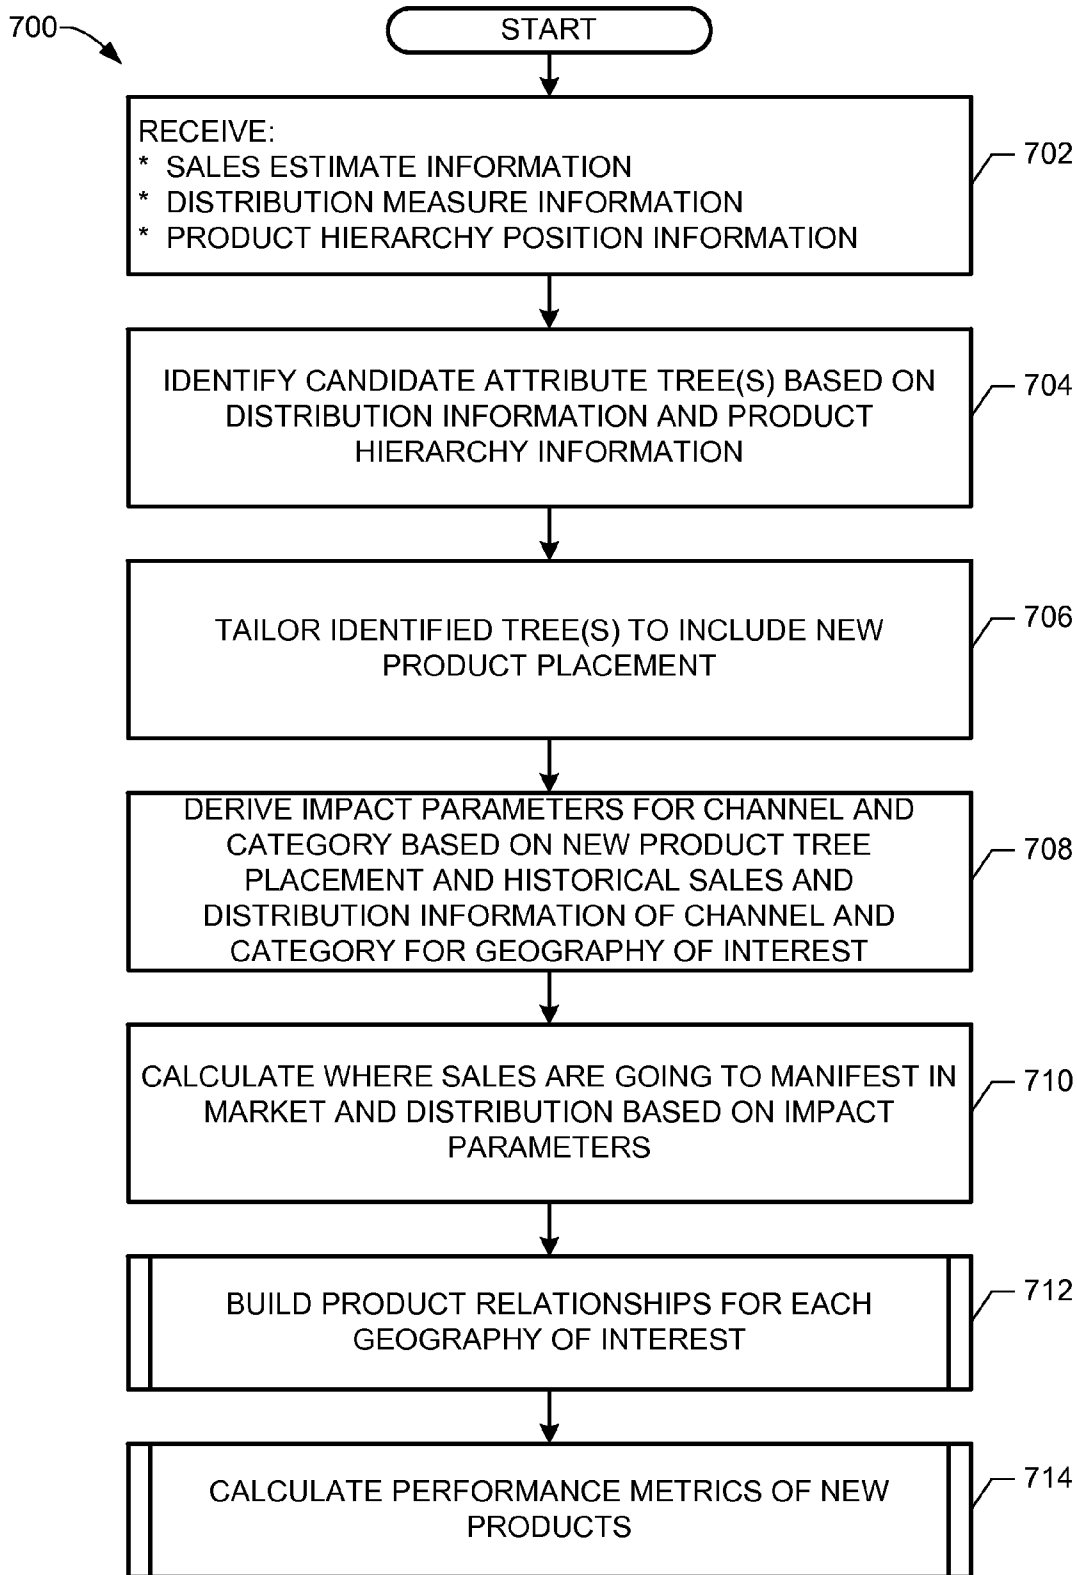 700
START
RECEIVE:
* SALES ESTIMATE INFORMATION
* DISTRIBUTION MEASURE INFORMATION
* PRODUCT HIERARCHY POSITION INFORMATION
702
IDENTIFY CANDIDATE ATTRIBUTE TREE(S) BASED ON
DISTRIBUTION INFORMATION AND PRODUCT
HIERARCHY INFORMATION
704
TAILOR IDENTIFIED TREE(S) TO INCLUDE NEW
PRODUCT PLACEMENT
706
DERIVE IMPACT PARAMETERS FOR CHANNEL AND
CATEGORY BASED ON NEW PRODUCT TREE
PLACEMENT AND HISTORICAL SALES AND
DISTRIBUTION INFORMATION OF CHANNEL AND
CATEGORY FOR GEOGRAPHY OF INTEREST
708
CALCULATE WHERE SALES ARE GOING TO MANIFEST IN
MARKET AND DISTRIBUTION BASED ON IMPACT
PARAMETERS
710
BUILD PRODUCT RELATIONSHIPS FOR EACH
GEOGRAPHY OF INTEREST
712
CALCULATE PERFORMANCE METRICS OF NEW
PRODUCTS
714